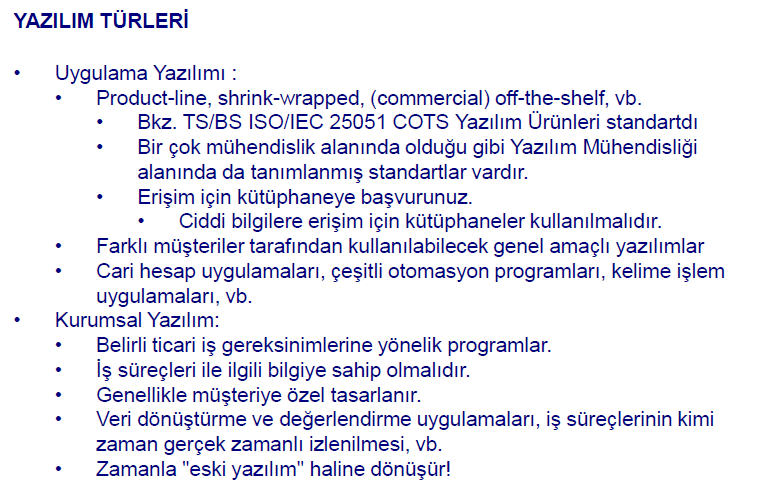 YAZILIM TÜRLERİ
• Uygulama Yazılımı :
• Product-line, shrink-wrapped, (commercial) off-the-shelf, vb.
• Bkz. TS/BS ISO/IEC 25051 COTS Yazılım Ürünleri standartdı
• Bir çok mühendislik alanında olduğu gibi Yazılım Mühendisliği
alanında da tanımlanmış standartlar vardır.
• Erişim için kütüphaneye başvurunuz.
• Ciddi bilgilere erişim için kütüphaneler kullanılmalıdır.
• Farklı müşteriler tarafından kullanılabilecek genel amaçlı yazılımlar
• Cari hesap uygulamaları, çeşitli otomasyon programları, kelime işlem
uygulamaları, vb.
• Kurumsal Yazılım:
• Belirli ticari iş gereksinimlerine yönelik programlar.
• İş süreçleri ile ilgili bilgiye sahip olmalıdır.
• Genellikle müşteriye özel tasarlanır.
• Veri dönüştürme ve değerlendirme uygulamaları, iş süreçlerinin kimi
zaman gerçek zamanlı izlenilmesi, vb.
• Zamanla "eski yazılım" haline dönüşür!